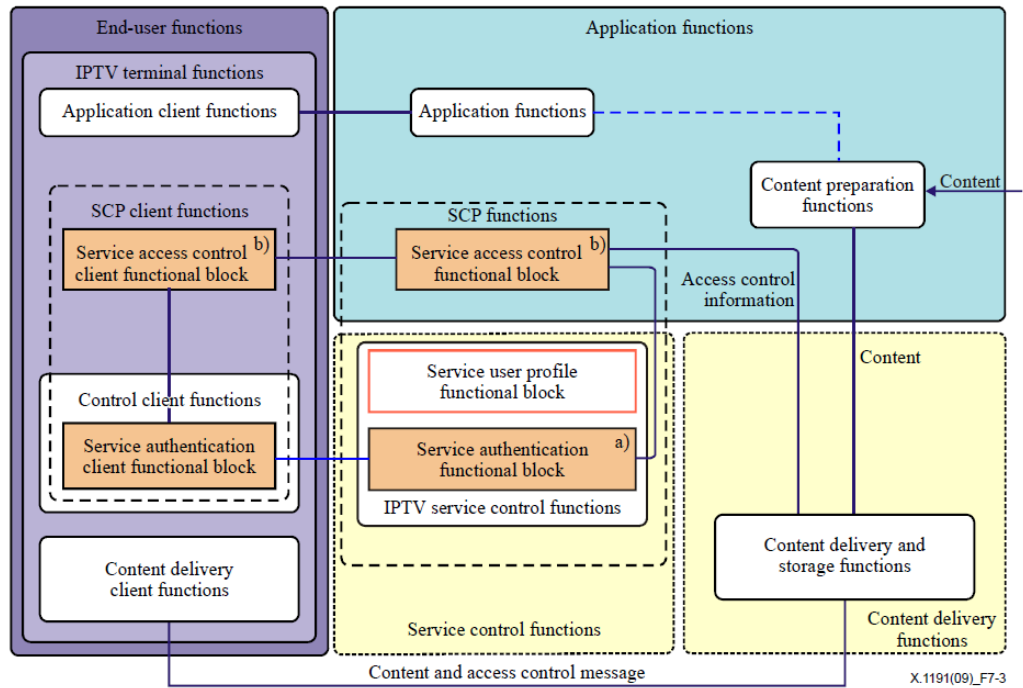 End-user functions
Application functions
IPTV terminal functions
Application client functions
Application functions
Content preparation
functions
Content
SCP client functions
SCP functions
Service access control b)
client functional block
Service access control b)
functional block
Access control
information
Service user profile
functional block
Content
Control client functions
Service authentication
client functional block
Service authentication a)
functional block
IPTV service control functions
Content delivery and
storage functions
Content delivery
client functions
Service control functions
Content delivery
functions
Content and access control message
X.1191(09)_F7-3